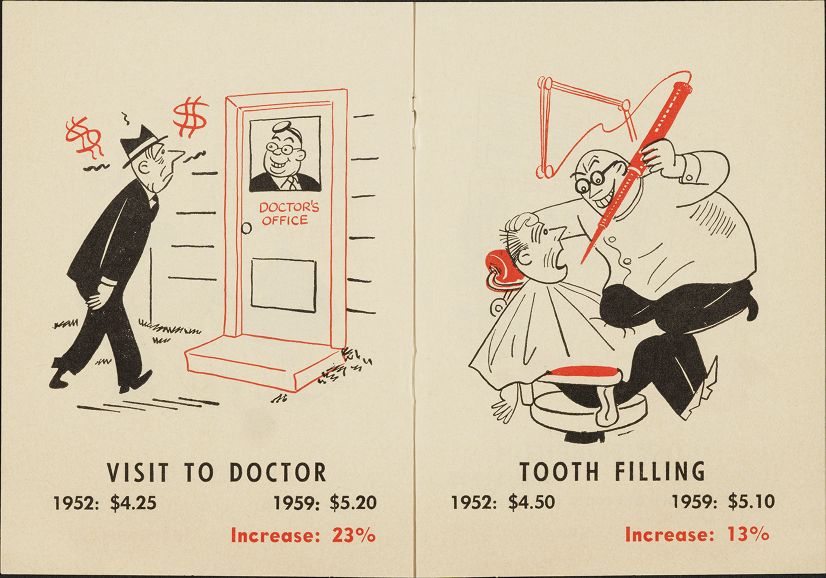 $ $
DOCTOR'S
OFFICE
VISIT TO DOCTOR
1952: $4.25 1959: $5.20
Increase: 23%
TOOTH FILLING
1952: $4.50 1959: $5.10
Increase: 13%